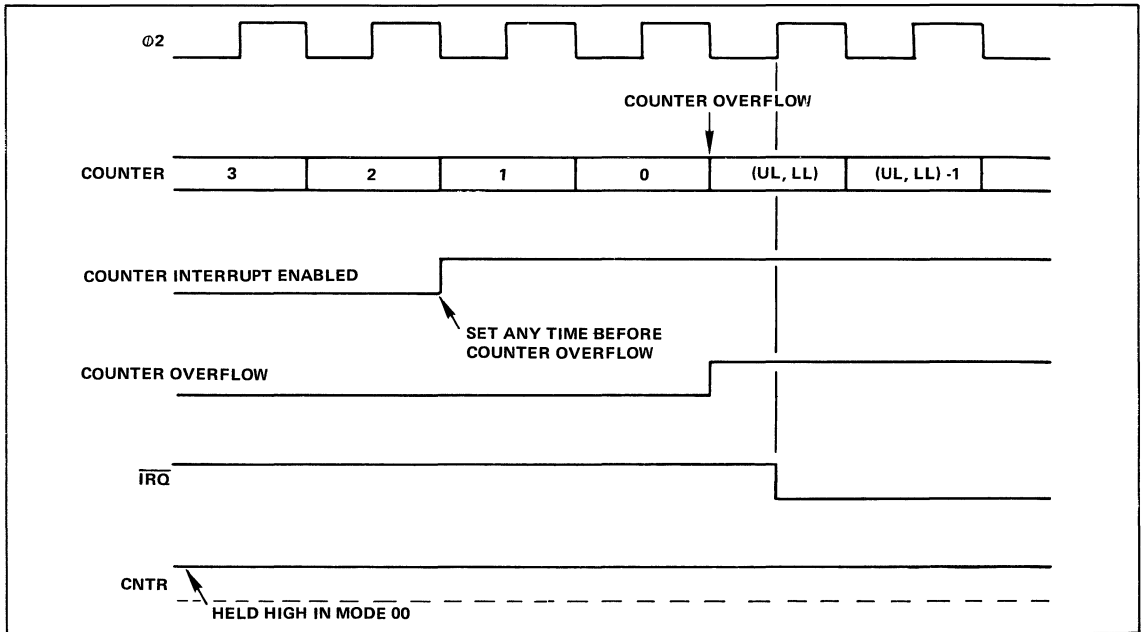 Φ2
COUNTER OVERFLOW
COUNTER 3 2 1 0 (UL, LL) (UL, LL) -1
COUNTER INTERRUPT ENABLED
SET ANY TIME BEFORE
COUNTER OVERFLOW
COUNTER OVERFLOW
IRQ
CNTR
HELD HIGH IN MODE 00